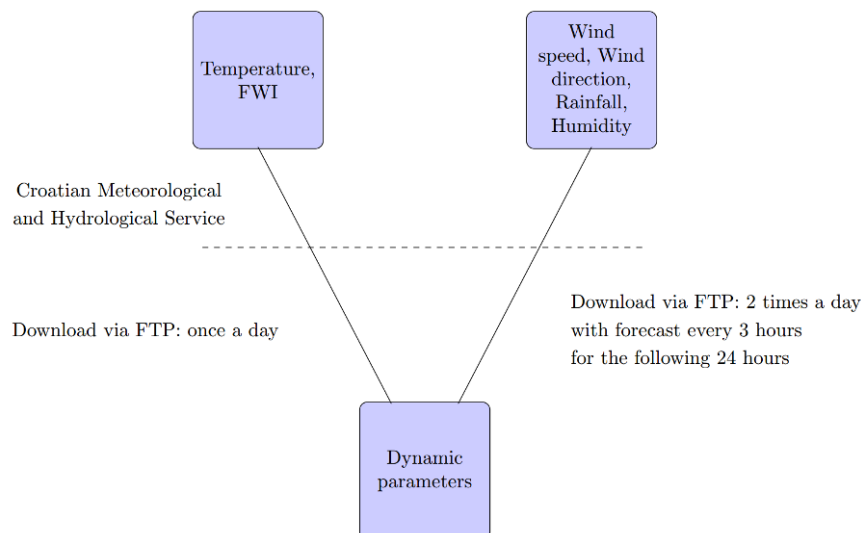 Temperature,
FWI
Wind
speed, Wind
direction,
Rainfall,
Humidity
Croatian Meteorological
and Hydrological Service
Download via FTP: once a day
Download via FTP: 2 times a day
with forecast every 3 hours
for the following 24 hours
Dynamic
parameters